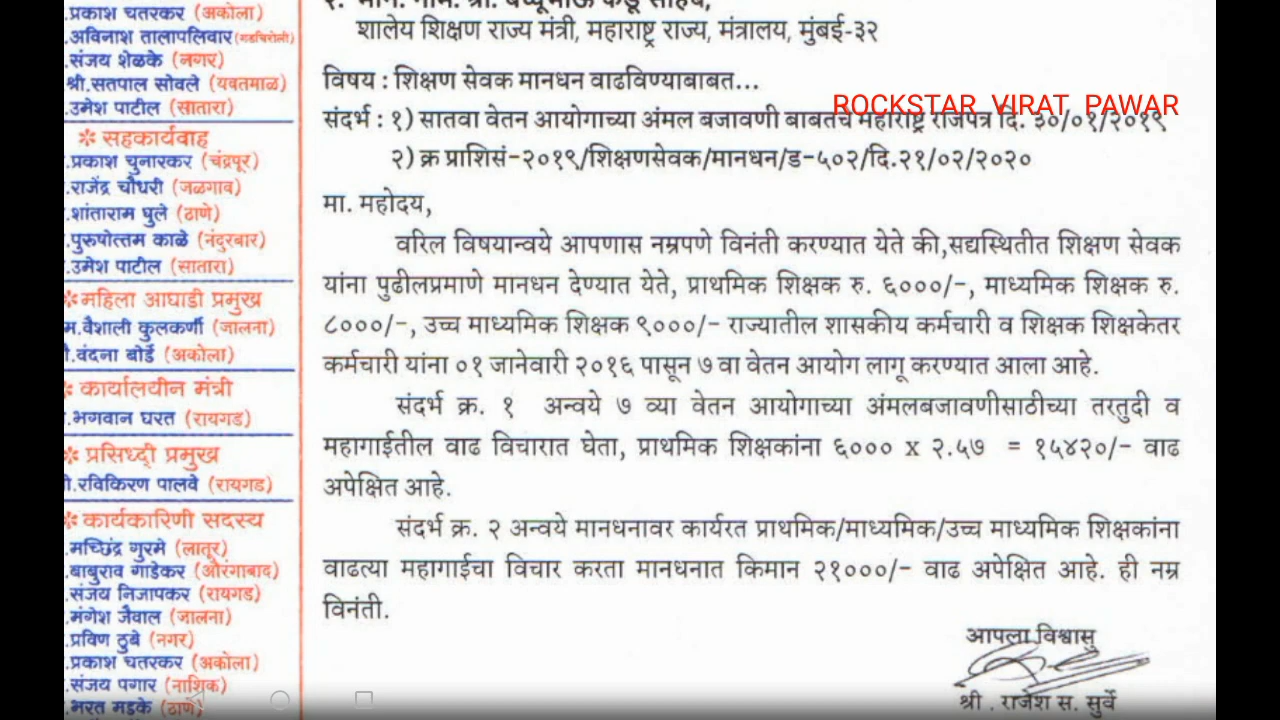 .प्रकाश चतरकर (अकोला)
.अविनाश तालापलिवार (गडचिरोली)
.संजय शेळके (नगर)
श्री.सतपाल सोवले (यवतमाळ)
.उमेश पाटील (सातारा)
सहकार्यवाह
.प्रकाश चुनारकर (चंद्रपूर)
.राजेंद्र चौधरी (जळगाव)
.शांताराम घुले (ठाणे)
.पुरुषोत्तम काळे (नंदुरबार)
.उमेश पाटील (सातारा)
महिला आघाडी प्रमुख
म.वैशाली कुलकर्णी (जालना)
.वंदना बोर्डे (अकोला)
कार्यालयीन मंत्री
.भगवान घरत (रायगड)
प्रसिध्दी प्रमुख
.रविकिरण पालवे (रायगड)
कार्यकारिणी सदस्य
.मच्छिंद्र गुरमे (लातूर)
.बाबुराव गाडेकर (औरंगाबाद)
.संजय निजापकर (रायगड)
.मंगेश जैवाल (जालना)
.प्रविण ठुबे (नगर)
.प्रकाश चतरकर (अकोला)
.संजय पगार (नाशिक)
.भरत मडके (ठाणे)
२. मान. नाम. श्री. बच्चूभाऊ कडू साहेब,
शालेय शिक्षण राज्य मंत्री, महाराष्ट्र राज्य, मंत्रालय, मुंबई-३२
विषय : शिक्षण सेवक मानधन वाढविण्याबाबत...
ROCKSTAR VIRAT PAWAR
संदर्भ : १) सातवा वेतन आयोगाच्या अंमल बजावणी बाबतचे महाराष्ट्र राजपत्र दि. ३०/०१/२०१९
२) क्र प्राशिसं-२०१९/शिक्षणसेवक/मानधन/ड-५०२/दि.२१/०२/२०२०
मा. महोदय,
वरिल विषयान्वये आपणास नम्रपणे विनंती करण्यात येते की,सद्यस्थितीत शिक्षण सेवक
यांना पुढीलप्रमाणे मानधन देण्यात येते, प्राथमिक शिक्षक रु. ६०००/-, माध्यमिक शिक्षक रु.
८०००/-, उच्च माध्यमिक शिक्षक ९०००/- राज्यातील शासकीय कर्मचारी व शिक्षक शिक्षकेतर
कर्मचारी यांना ०१ जानेवारी २०१६ पासून ७ वा वेतन आयोग लागू करण्यात आला आहे.
संदर्भ क्र. १ अन्वये ७ व्या वेतन आयोगाच्या अंमलबजावणीसाठीच्या तरतुदी व
महागाईतील वाढ विचारात घेता, प्राथमिक शिक्षकांना ६००० x २.५७ = १५४२०/- वाढ
अपेक्षित आहे.
संदर्भ क्र. २ अन्वये मानधनावर कार्यरत प्राथमिक/माध्यमिक/उच्च माध्यमिक शिक्षकांना
वाढत्या महागाईचा विचार करता मानधनात किमान २१०००/- वाढ अपेक्षित आहे. ही नम्र
विनंती.
आपला विश्वासु
श्री . राजेश स. सुर्वे